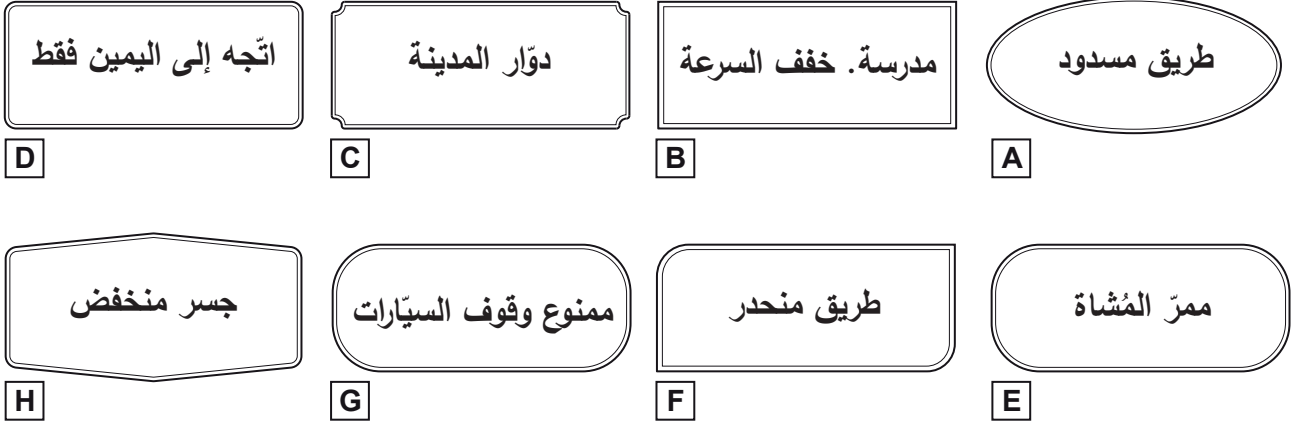 طريق مسدود
A
مدرسة. خفف السرعة
B
دوّار المدينة
C
اتّجه إلى اليمين فقط
D
ممرّ المُشاة
E
طريق منحدر
F
ممنوع وقوف السيّارات
G
جسر منخفض
H